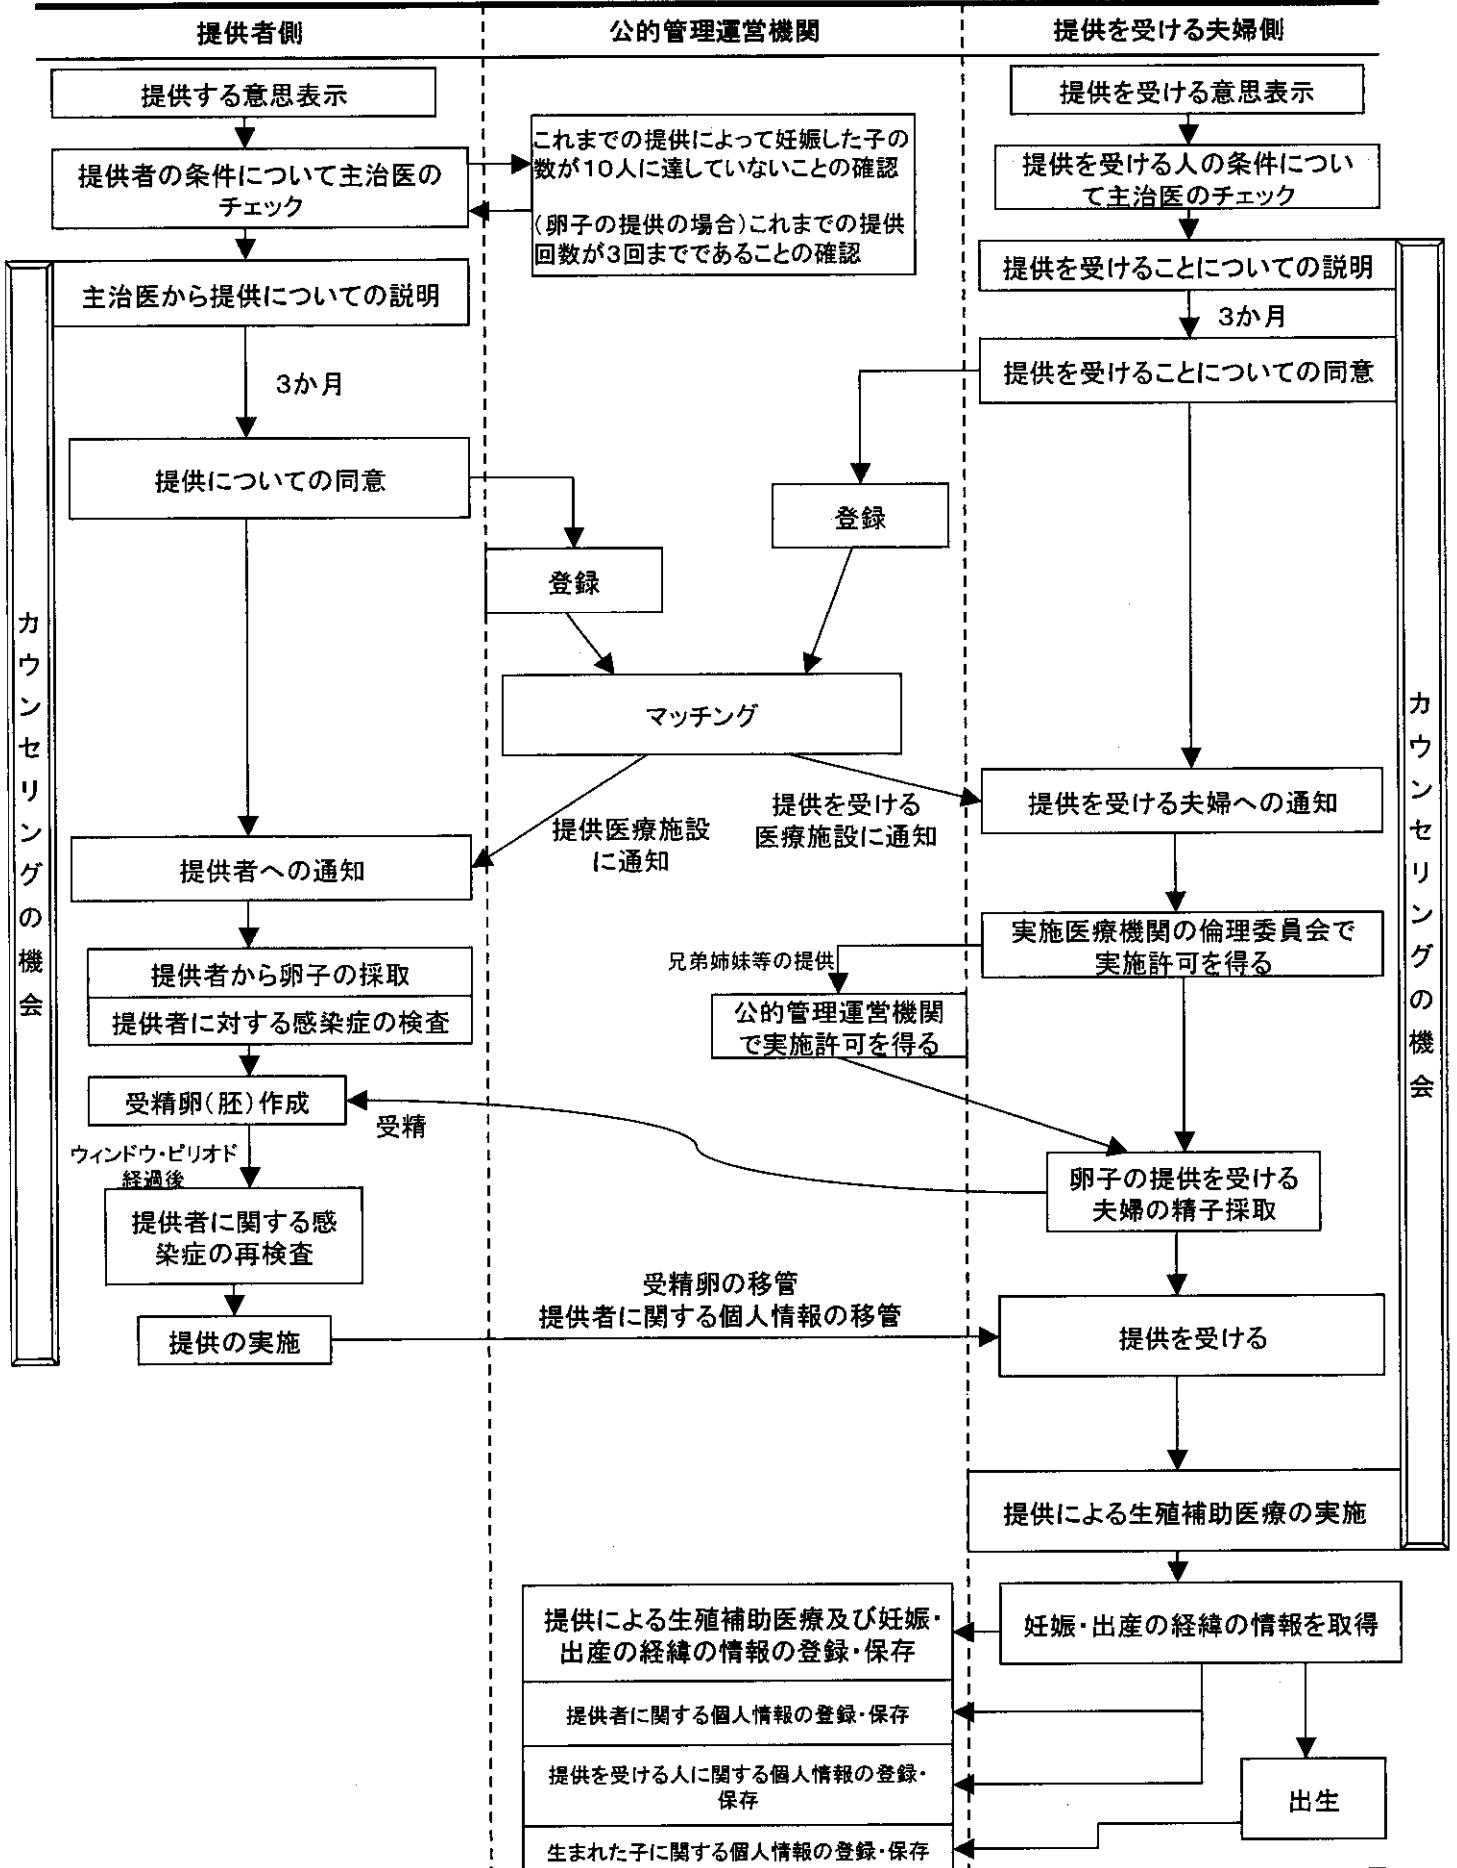 提供者側
公的管理運営機関
提供を受ける夫婦側
提供する意思表示
提供を受ける意思表示
これまでの提供によって妊娠した子の
数が10人に達していないことの確認
(卵子の提供の場合)これまでの提供
回数が3回までであることの確認
提供者の条件について主治医の
チェック
提供を受ける人の条件につい
て主治医のチェック
主治医から提供についての説明
提供を受けることについての説明
3か月
3か月
提供を受けることについての同意
提供についての同意
登録
登録
マッチング
カウンセリングの機会
カウンセリングの機会
提供医療施設
に通知
提供を受ける
医療施設に通知
提供を受ける夫婦への通知
提供者への通知
実施医療機関の倫理委員会で
実施許可を得る
兄弟姉妹等の提供
公的管理運営機関
で実施許可を得る
提供者から卵子の採取
提供者に対する感染症の検査
受精卵(胚)作成
受精
ウィンドウ・ピリオド
経過後
卵子の提供を受ける
夫婦の精子採取
提供者に関する感
染症の再検査
受精卵の移管
提供者に関する個人情報の移管
提供の実施
提供を受ける
提供による生殖補助医療の実施
妊娠・出産の経緯の情報を取得
提供による生殖補助医療及び妊娠・
出産の経緯の情報の登録・保存
提供者に関する個人情報の登録・保存
提供を受ける人に関する個人情報の登録・
保存
出生
生まれた子に関する個人情報の登録・保存